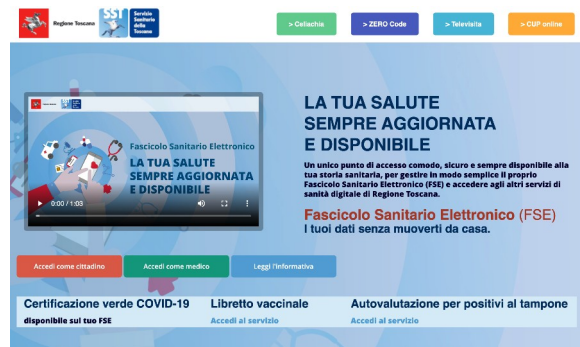 Regione Toscana
SST
Servizio
Sanitario
della
Toscana
> Celiachia
> ZERO Code
> Televisita
> CUP online
Fascicolo Sanitario Elettronico
LA TUA SALUTE
SEMPRE AGGIORNATA
E DISPONIBILE
0:00 / 1:03
LA TUA SALUTE
SEMPRE AGGIORNATA
E DISPONIBILE
Un unico punto di accesso comodo, sicuro e sempre disponibile alla
tua storia sanitaria, per gestire in modo semplice il proprio
Fascicolo Sanitario Elettronico (FSE) e accedere agli altri servizi di
sanità digitale di Regione Toscana.
Fascicolo Sanitario Elettronico (FSE)
I tuoi dati senza muoverti da casa.
Accedi come cittadino
Accedi come medico
Leggi l'informativa
Certificazione verde COVID-19
disponibile sul tuo FSE
Libretto vaccinale
Accedi al servizio
Autovalutazione per positivi al tampone
Accedi al servizio